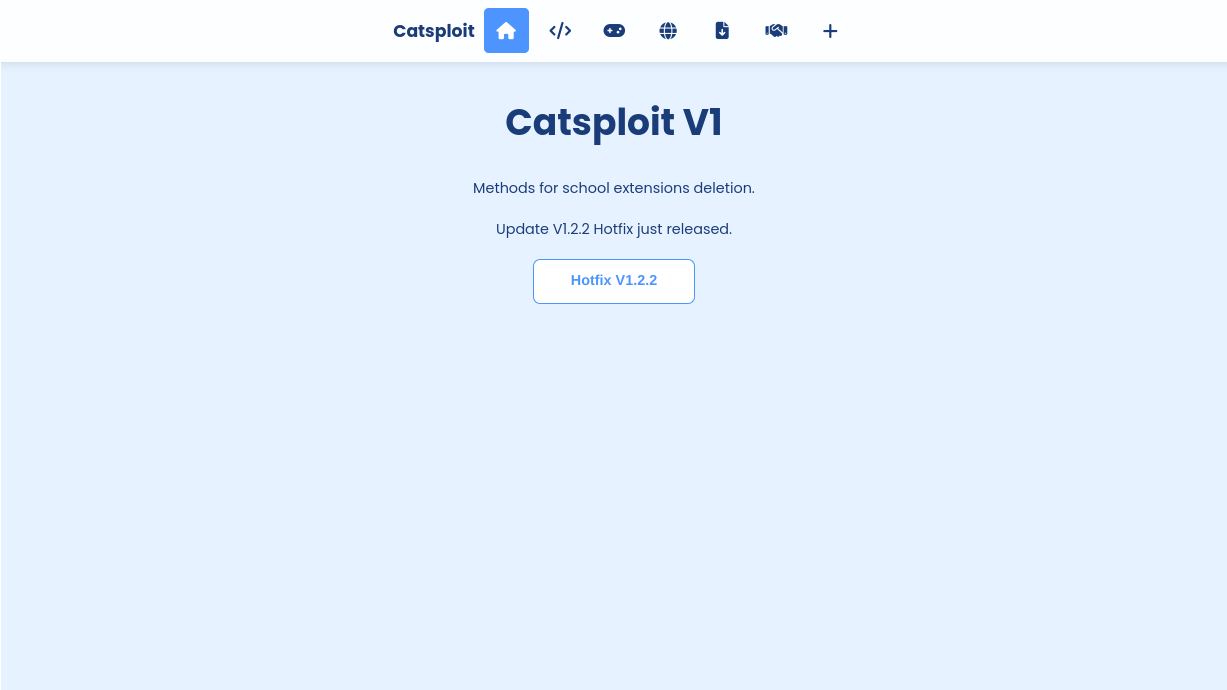 Catsploit
Catsploit V1
Methods for school extensions deletion.
Update V1.2.2 Hotfix just released.
Hotfix V1.2.2